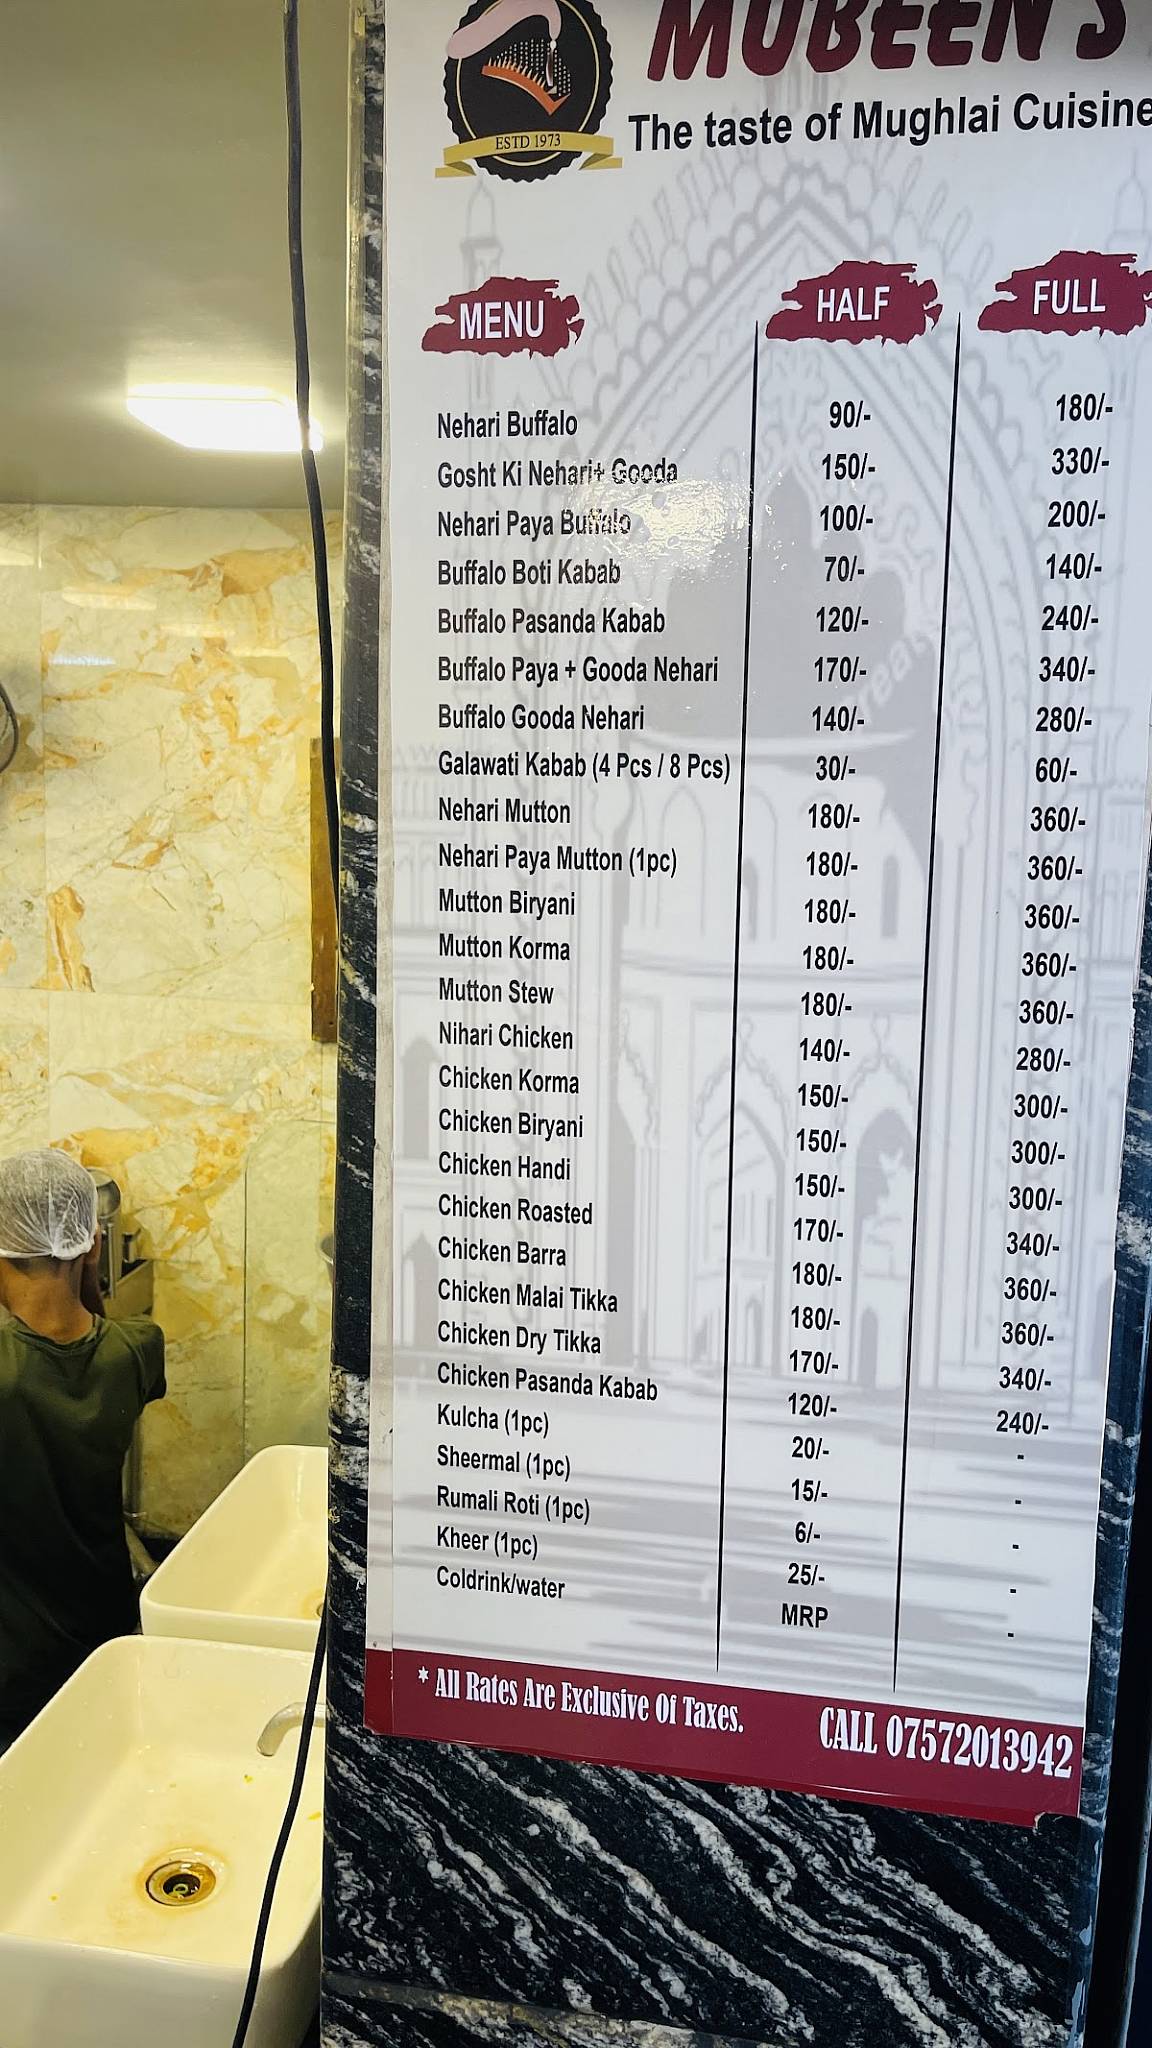 MUBEEN'S
The taste of Mughlai Cuisine
ESTD 1973
MENU HALF FULL
Nehari Buffalo 90/- 180/-
Gosht Ki Nehari+ Gooda 150/- 330/-
Nehari Paya Buffalo 100/- 200/-
Buffalo Boti Kabab 70/- 140/-
Buffalo Pasanda Kabab 120/- 240/-
Buffalo Paya + Gooda Nehari 170/- 340/-
Buffalo Gooda Nehari 140/- 280/-
Galawati Kabab (4 Pcs / 8 Pcs) 30/- 60/-
Nehari Mutton 180/- 360/-
Nehari Paya Mutton (1pc) 180/- 360/-
Mutton Biryani 180/- 360/-
Mutton Korma 180/- 360/-
Mutton Stew 180/- 360/-
Nihari Chicken 140/- 280/-
Chicken Korma 150/- 300/-
Chicken Biryani 150/- 300/-
Chicken Handi 150/- 300/-
Chicken Roasted 170/- 340/-
Chicken Barra 180/- 360/-
Chicken Malai Tikka 180/- 360/-
Chicken Dry Tikka 170/- 340/-
Chicken Pasanda Kabab 120/- 240/-
Kulcha (1pc) 20/- -
Sheermal (1pc) 15/- -
Rumali Roti (1pc) 6/- -
Kheer (1pc) 25/- -
Coldrink/water MRP -
* All Rates Are Exclusive Of Taxes. CALL 07572013942